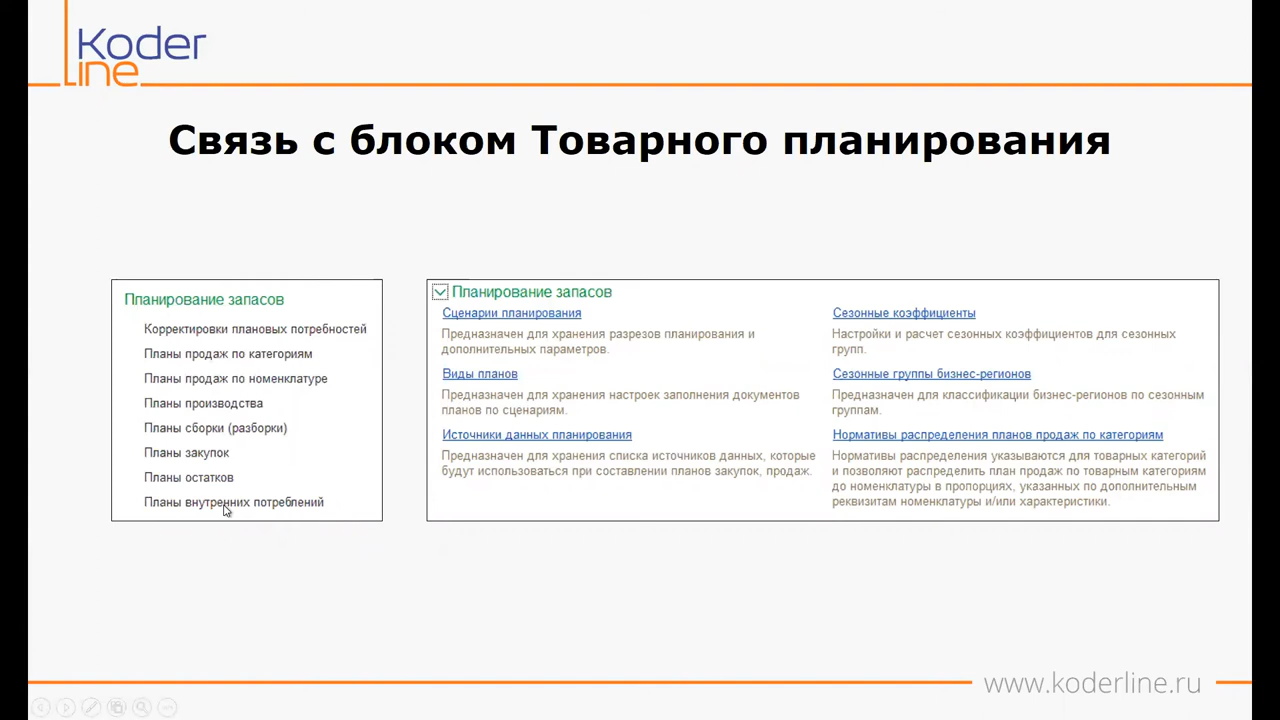 Koder
Line
Связь с блоком Товарного планирования
Планирование запасов
Корректировки плановых потребностей
Планы продаж по категориям
Планы продаж по номенклатуре
Планы производства
Планы сборки (разборки)
Планы закупок
Планы остатков
Планы внутренних потреблений
Планирование запасов
Сценарии планирования
Предназначен для хранения разрезов планирования и
дополнительных параметров.
Виды планов
Предназначен для хранения настроек заполнения документов
планов по сценариям.
Источники данных планирования
Предназначен для хранения списка источников данных, которые
будут использоваться при составлении планов закупок, продаж.
Сезонные коэффициенты
Настройки и расчет сезонных коэффициентов для сезонных
групп.
Сезонные группы бизнес-регионов
Предназначен для классификации бизнес-регионов по сезонным
группам.
Нормативы распределения планов продаж по категориям
Нормативы распределения указываются для товарных категорий
и позволяют распределить план продаж по товарным категориям
до номенклатуры в пропорциях, указанных по дополнительным
реквизитам номенклатуры и/или характеристики.
www.koderline.ru